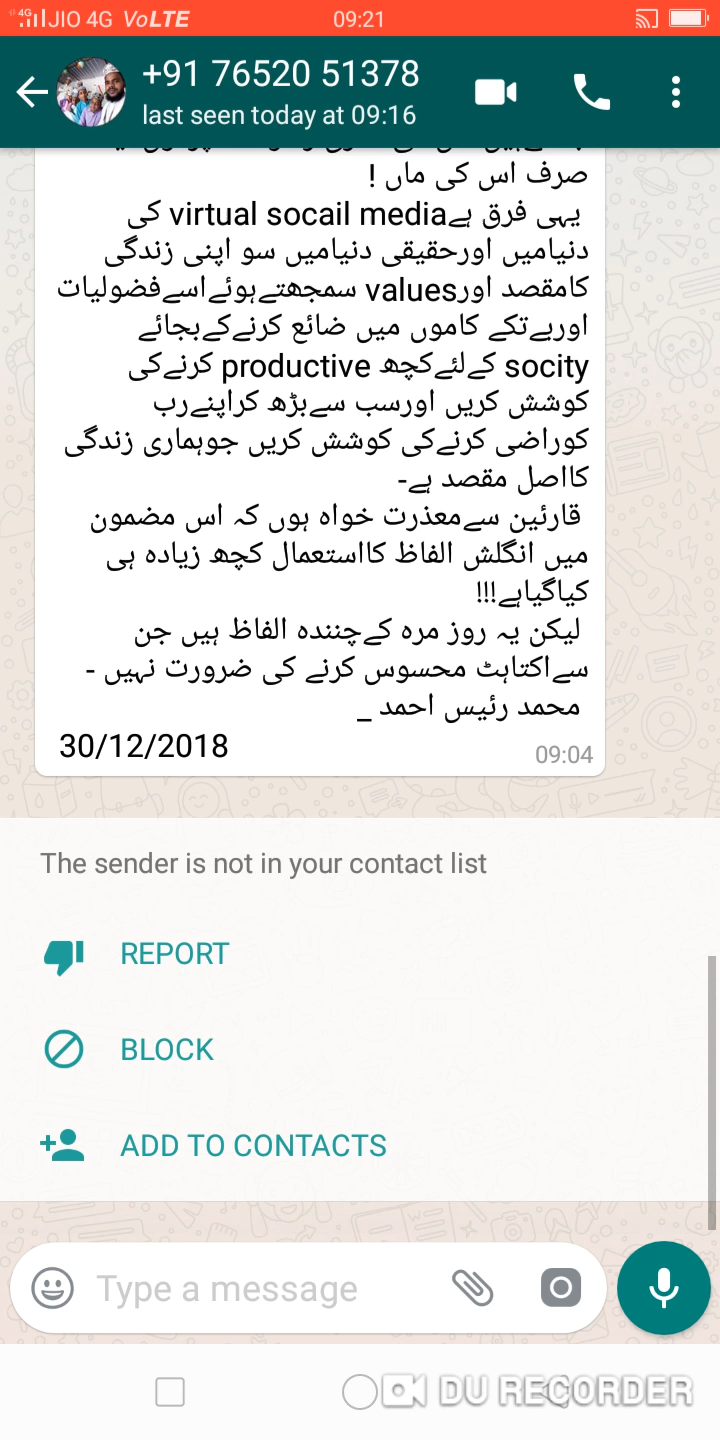 4G JIO 4G VoLTE 09:21
+91 76520 51378
last seen today at 09:16
صرف اس کی ماں !
یہی فرق ہےvirtual socail media کی
دنیامیں اورحقیقی دنیامیں سو اپنی زندگی
کامقصد اورvalues سمجھتےہوئےاسےفضولیات
اوربےتکے کاموں میں ضائع کرنےکےبجائے
socity کےلئےکچھ productive کرنےکی
کوشش کریں اورسب سےبڑھ کراپنےرب
کوراضی کرنےکی کوشش کریں جوہماری زندگی
کااصل مقصد ہے-
قارئین سےمعذرت خواہ ہوں کہ اس مضمون
میں انگلش الفاظ کااستعمال کچھ زیادہ ہی
کیاگیاہے!!!
لیکن یہ روز مرہ کےچنندہ الفاظ ہیں جن
سےاکتاہٹ محسوس کرنے کی ضرورت نہیں -
محمد رئیس احمد _
30/12/2018
09:04
The sender is not in your contact list
REPORT
BLOCK
ADD TO CONTACTS
Type a message
DU RECORDER